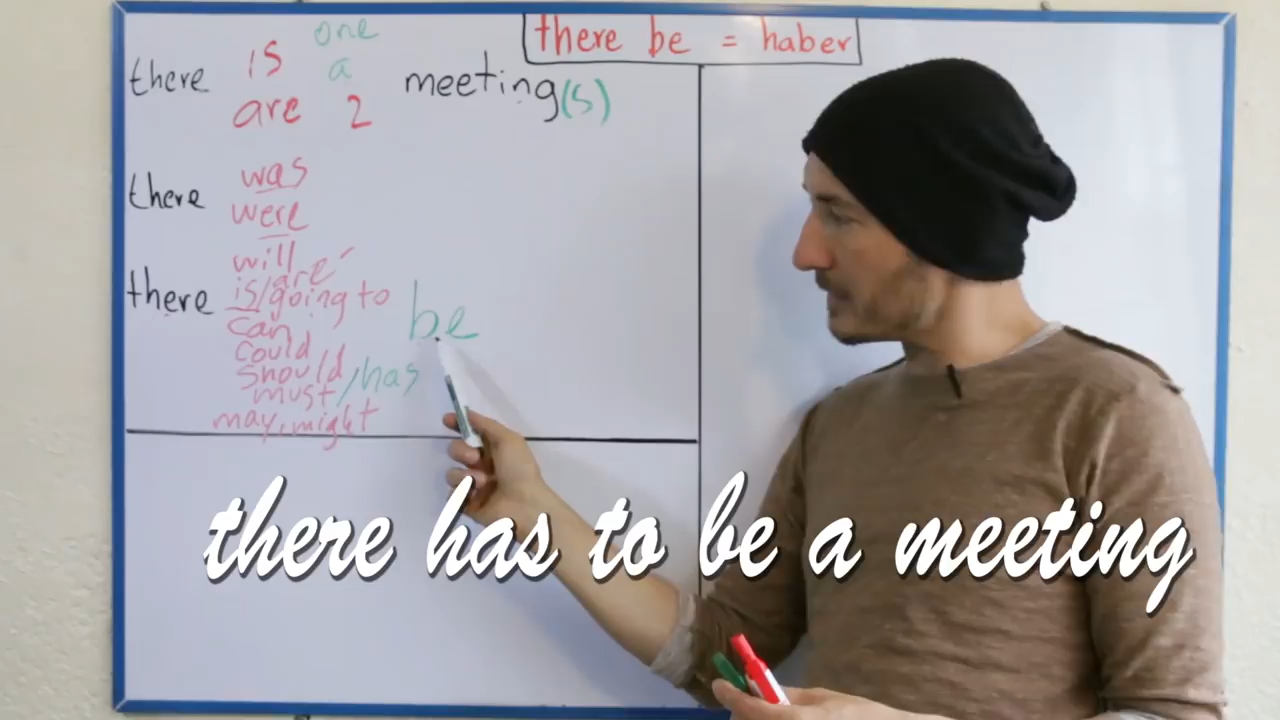 there be = haber
one
there is a meeting(s)
are 2
there was
were
will
is/are
there going to be
can
could
should
must/has
may, might
there has to be a meeting